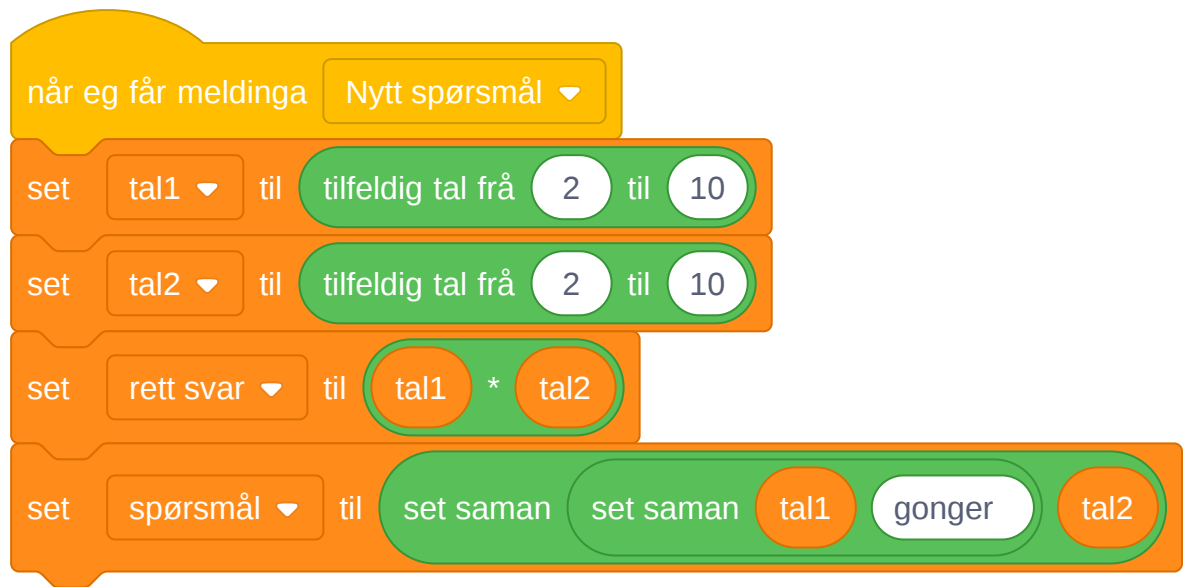 når eg får meldinga Nytt spørsmål
set tal1 til tilfeldig tal frå 2 til 10
set tal2 til tilfeldig tal frå 2 til 10
set rett svar til tal1 * tal2
set spørsmål til set saman set saman tal1 gonger tal2